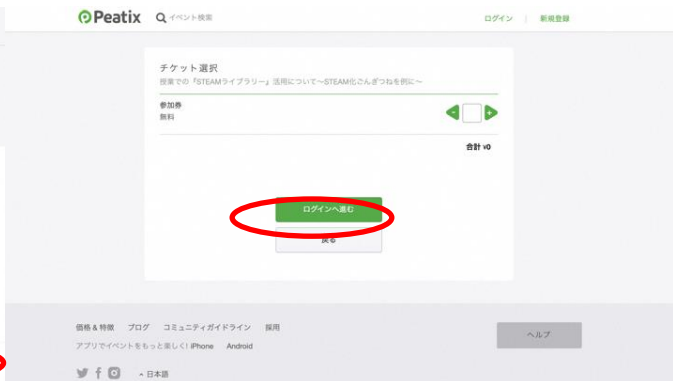 Peatix イベント検索 ログイン 新規登録
チケット選択
授業での『STEAMライブラリー』活用について～STEAM化ごんぎつねを例に～
参加券
無料
合計 ¥0
ログインへ進む
戻る
価格 & 特徴 ブログ コミュニティガイドライン 採用
ヘルプ
アプリでイベントをもっと楽しく! iPhone Android
日本語